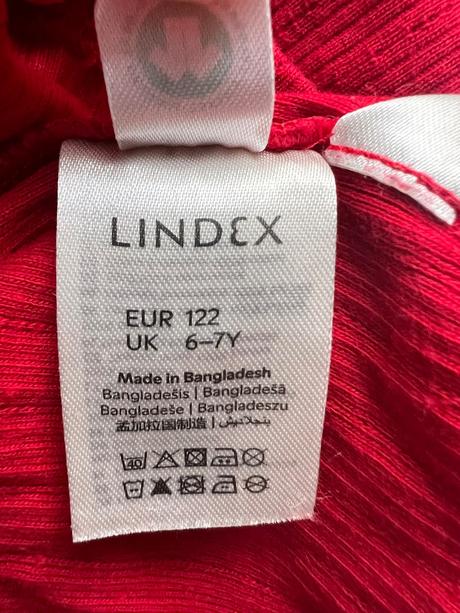 LINDEX
EUR 122
UK 6–7Y
Made in Bangladesh
Bangladešis | Bangladešā
Bangladeše | Bangladeszu
孟加拉国制造 |
40